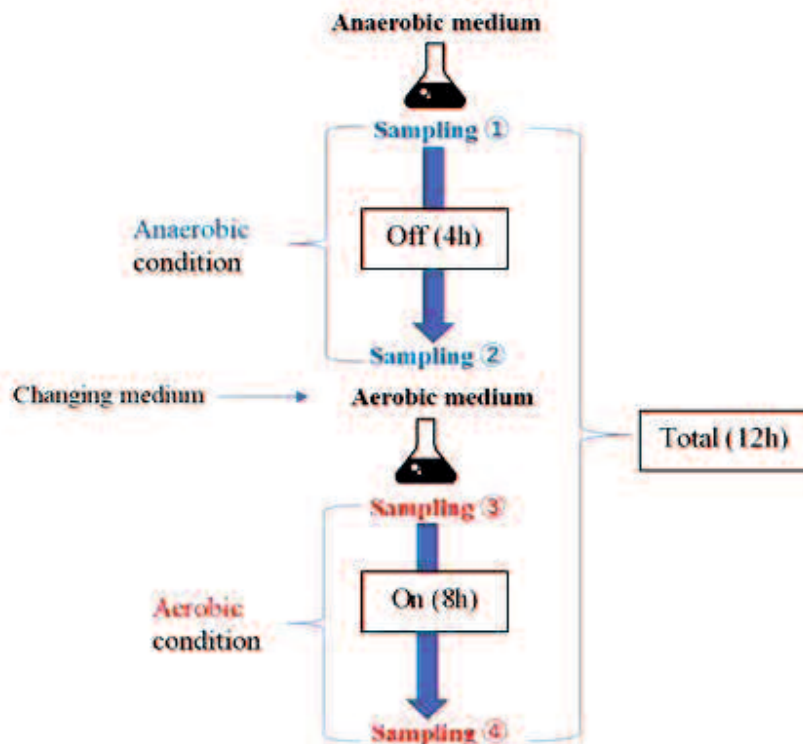 Anaerobic medium
Sampling ①
Off (4h)
Anaerobic
condition
Sampling ②
Changing medium
Aerobic medium
Total (12h)
Sampling ③
On (8h)
Aerobic
condition
Sampling ④